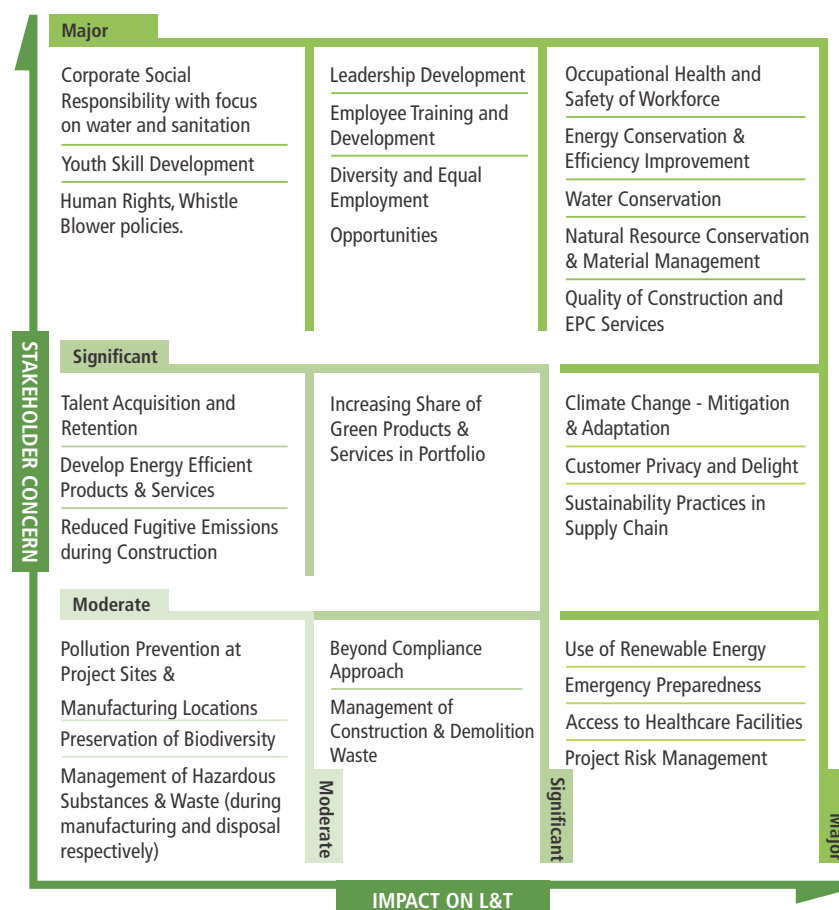 Major
Corporate Social
Responsibility with focus
on water and sanitation
Youth Skill Development
Human Rights, Whistle
Blower policies.
Leadership Development
Employee Training and
Development
Diversity and Equal
Employment
Opportunities
Occupational Health and
Safety of Workforce
Energy Conservation &
Efficiency Improvement
Water Conservation
Natural Resource Conservation
& Material Management
Quality of Construction and
EPC Services
STAKEHOLDER CONCERN
Significant
Talent Acquisition and
Retention
Develop Energy Efficient
Products & Services
Reduced Fugitive Emissions
during Construction
Increasing Share of
Green Products &
Services in Portfolio
Climate Change - Mitigation
& Adaptation
Customer Privacy and Delight
Sustainability Practices in
Supply Chain
Moderate
Pollution Prevention at
Project Sites &
Manufacturing Locations
Preservation of Biodiversity
Management of Hazardous
Substances & Waste (during
manufacturing and disposal
respectively)
Moderate
Beyond Compliance
Approach
Management of
Construction & Demolition
Waste
Significant
Use of Renewable Energy
Emergency Preparedness
Access to Healthcare Facilities
Project Risk Management
Major
IMPACT ON L&T